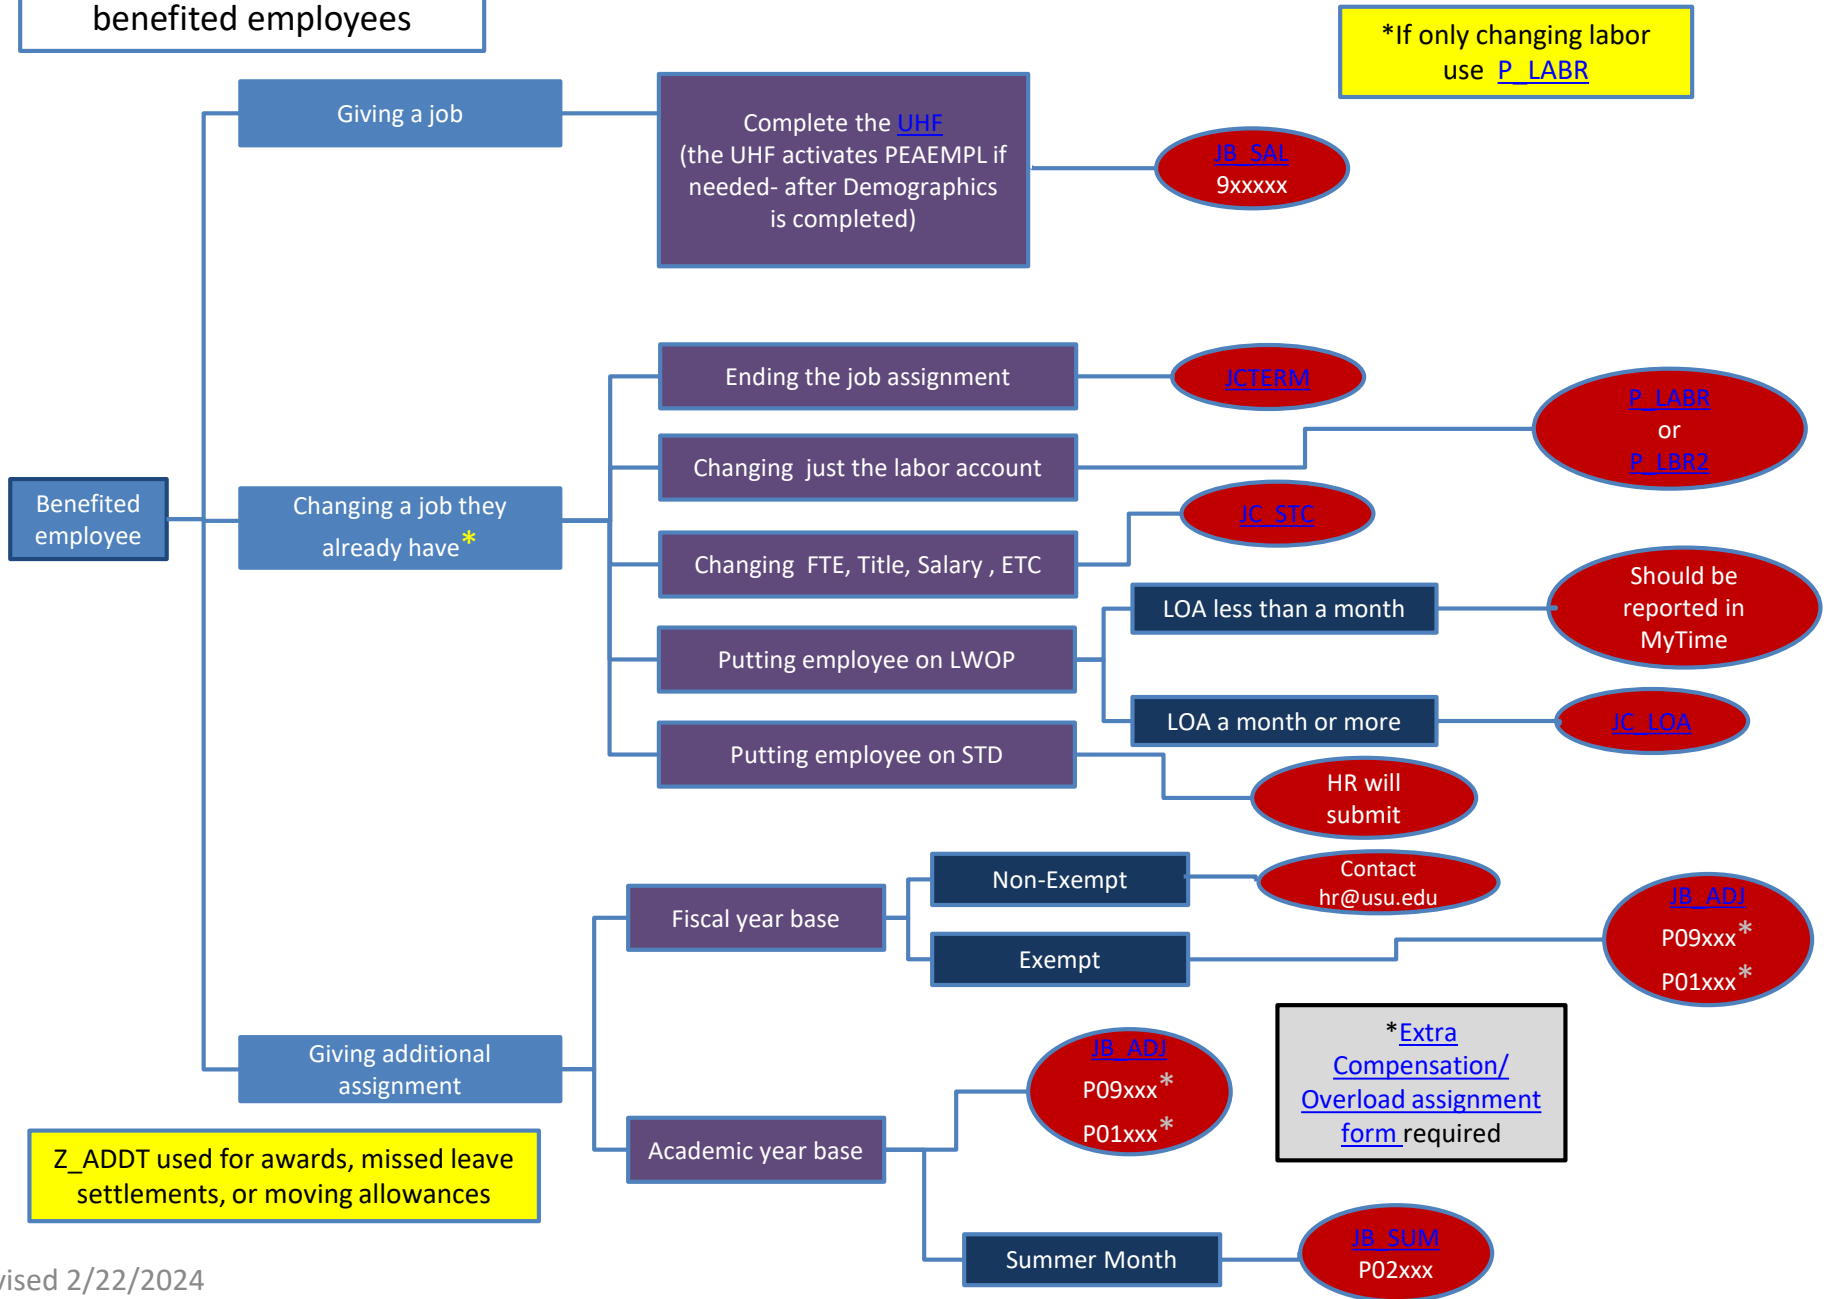 benefited employees
*If only changing labor
use P_LABR
Giving a job
Complete the UHF
(the UHF activates PEAEMPL if
needed- after Demographics
is completed)
JB_SAL
9xxxxx
Ending the job assignment
JCTERM
P_LABR
or
P_LBR2
Changing just the labor account
Benefited
employee
Changing a job they
already have*
JC_STC
Changing FTE, Title, Salary , ETC
LOA less than a month
Should be
reported in
MyTime
Putting employee on LWOP
LOA a month or more
JC_LOA
Putting employee on STD
HR will
submit
Non-Exempt
Contact
hr@usu.edu
Fiscal year base
Exempt
JB_ADJ
P09xxx*
P01xxx*
Giving additional
assignment
JB_ADJ
P09xxx*
P01xxx*
*Extra
Compensation/
Overload assignment
form required
Academic year base
Z_ADDT used for awards, missed leave
settlements, or moving allowances
Summer Month
JB_SUM
P02xxx
vised 2/22/2024